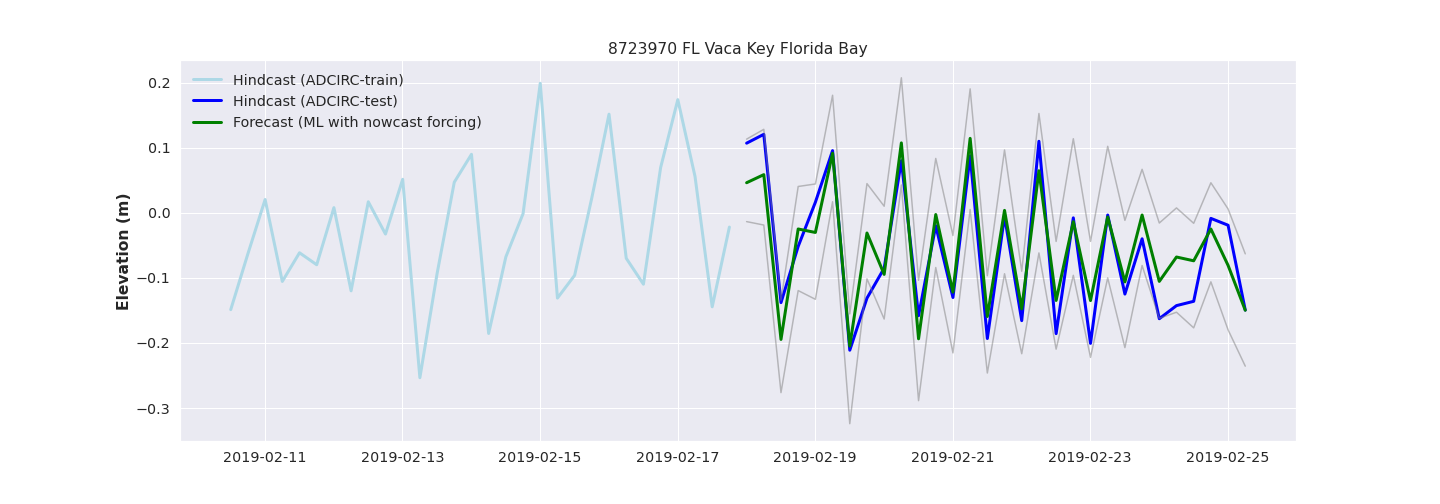 8723970 FL Vaca Key Florida Bay
Hindcast (ADCIRC-train)
Hindcast (ADCIRC-test)
Forecast (ML with nowcast forcing)
Elevation (m)
0.2
0.1
0.0
−0.1
−0.2
−0.3
2019-02-11 2019-02-13 2019-02-15 2019-02-17 2019-02-19 2019-02-21 2019-02-23 2019-02-25